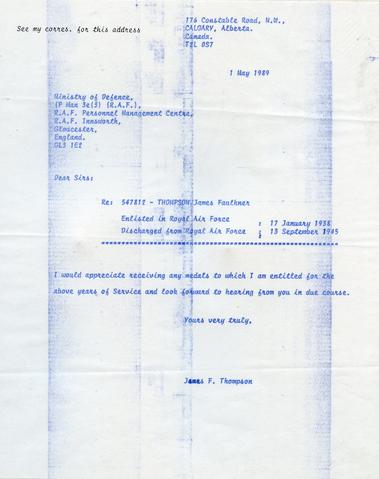 See my corres. for this address
176 Constable Road, N.W.,
CALGARY, Alberta.
Canada.
T2L 0S7
1 May 1989
Ministry of Defence,
(P Man 3e(3) (R.A.F.),
R.A.F. Personnel Management Centre,
R.A.F. Innsworth,
Gloucester,
England.
GL3 1EZ
Dear Sirs:
Re: 547812 - THOMPSON James Faulkner
Enlisted in Royal Air Force : 17 January 1938
Discharged from Royal Air Force : 13 September 1945
I would appreciate receiving any medals to which I am entitled for the
above years of Service and look forward to hearing from you in due course.
Yours very truly,
James F. Thompson